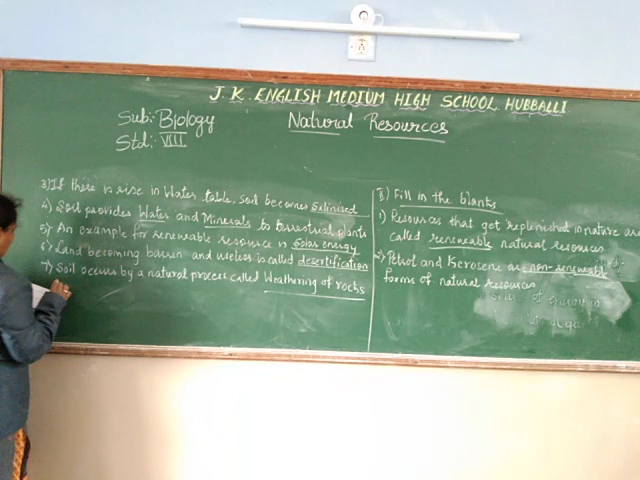 J. K. ENGLISH MEDIUM HIGH SCHOOL HUBBALLI
Sub:- Biology
Natural Resources
Std:- VIII
3) If there is rise in water table, soil becomes Salinised
4) Soil provides Water and Minerals to terrestrial plants
5) An example for renewable resource is Solar energy
6) Land becoming barren and useless is called desertification
7) Soil occurs by a natural process called Weathering of rocks
Fill in the blanks
1) Resources that get replenished in nature are
called renewable natural resources
2) Petrol and Kerosene are non-renewable
forms of natural resources